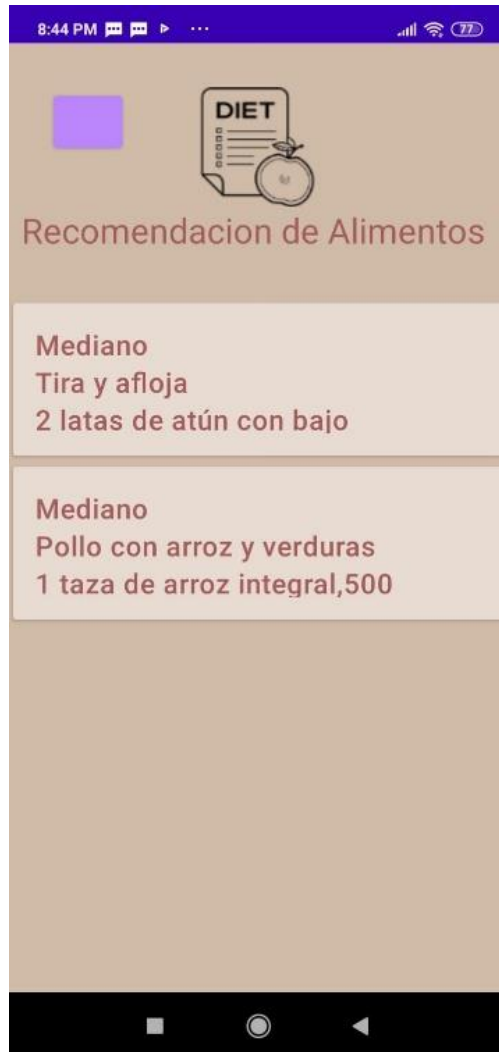 8:44 PM
77
DIET
Recomendacion de Alimentos
Mediano
Tira y afloja
2 latas de atún con bajo
Mediano
Pollo con arroz y verduras
1 taza de arroz integral,500